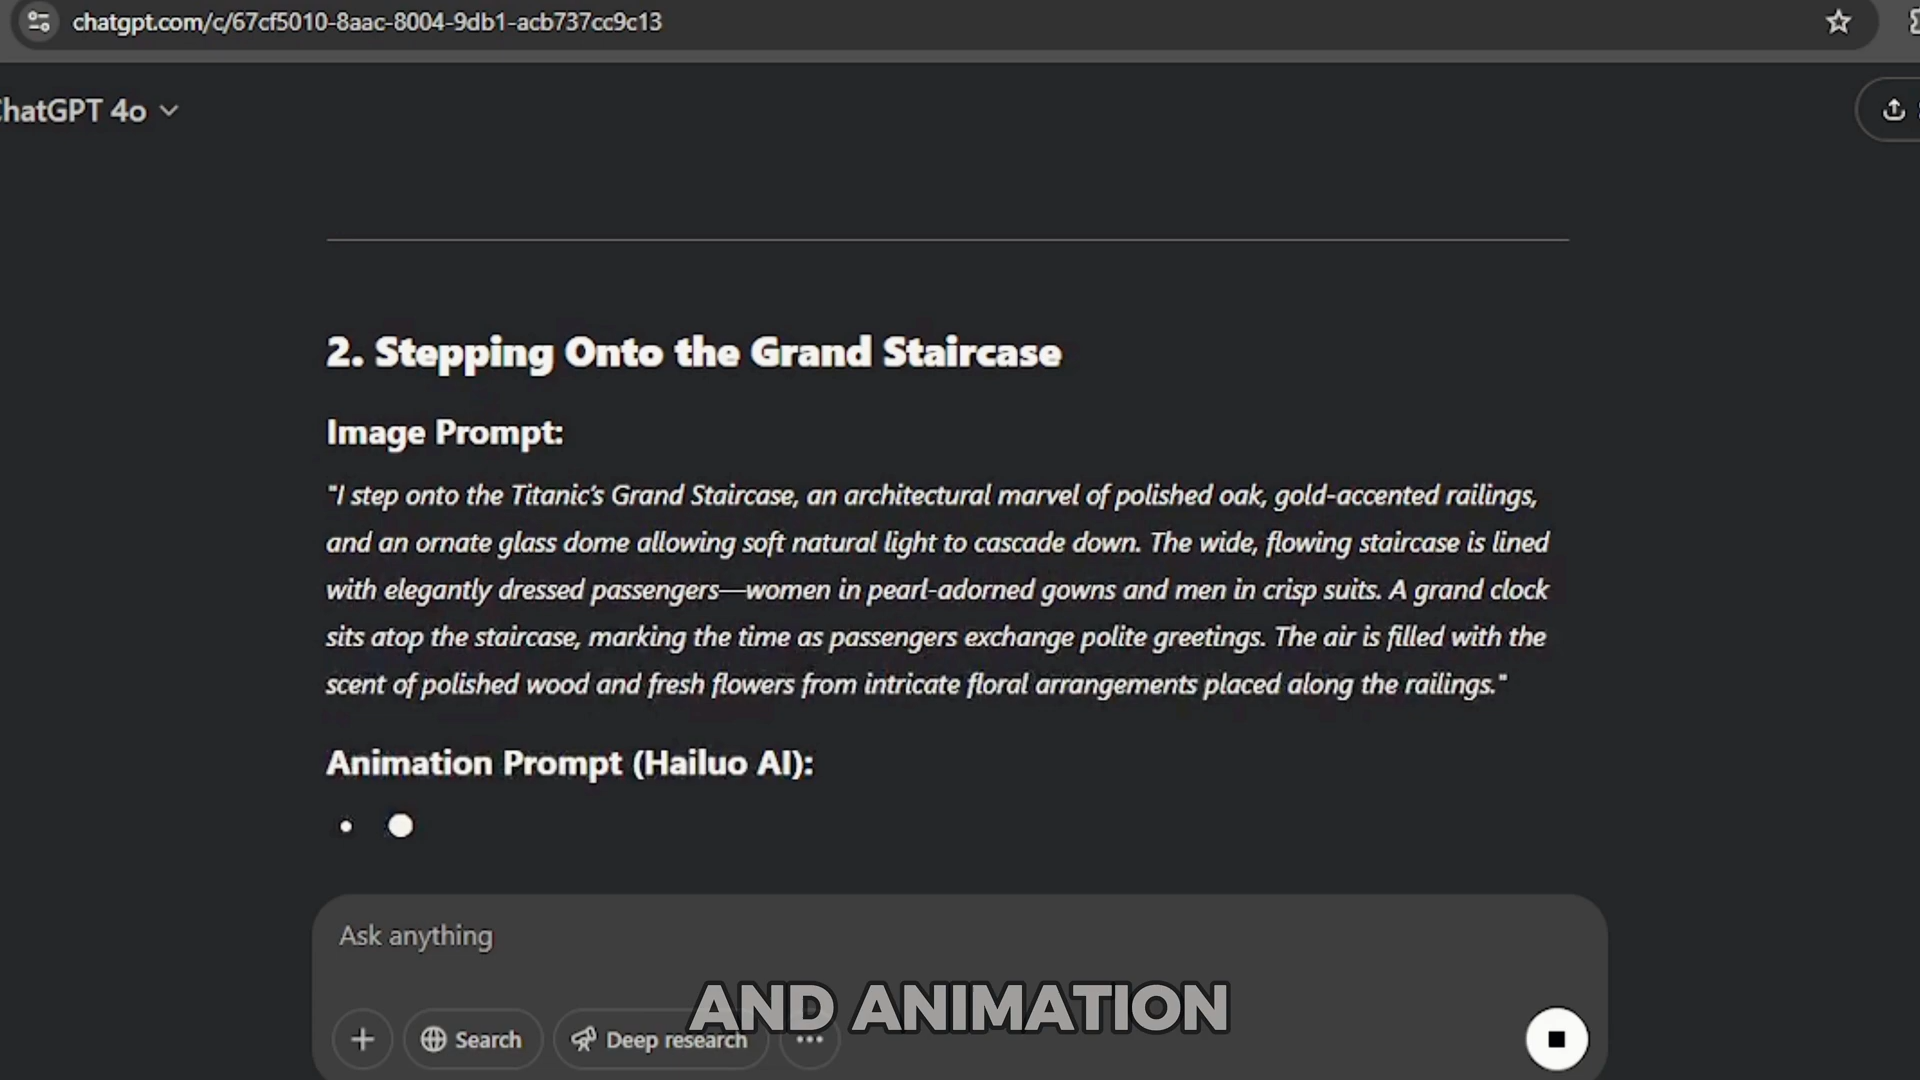 chatgpt.com/c/67cf5010-8aac-8004-9db1-acb737cc9c13
ChatGPT 4o
2. Stepping Onto the Grand Staircase
Image Prompt:
"I step onto the Titanic's Grand Staircase, an architectural marvel of polished oak, gold-accented railings,
and an ornate glass dome allowing soft natural light to cascade down. The wide, flowing staircase is lined
with elegantly dressed passengers—women in pearl-adorned gowns and men in crisp suits. A grand clock
sits atop the staircase, marking the time as passengers exchange polite greetings. The air is filled with the
scent of polished wood and fresh flowers from intricate floral arrangements placed along the railings."
Animation Prompt (Hailuo AI):
Ask anything
AND ANIMATION
Search Deep research